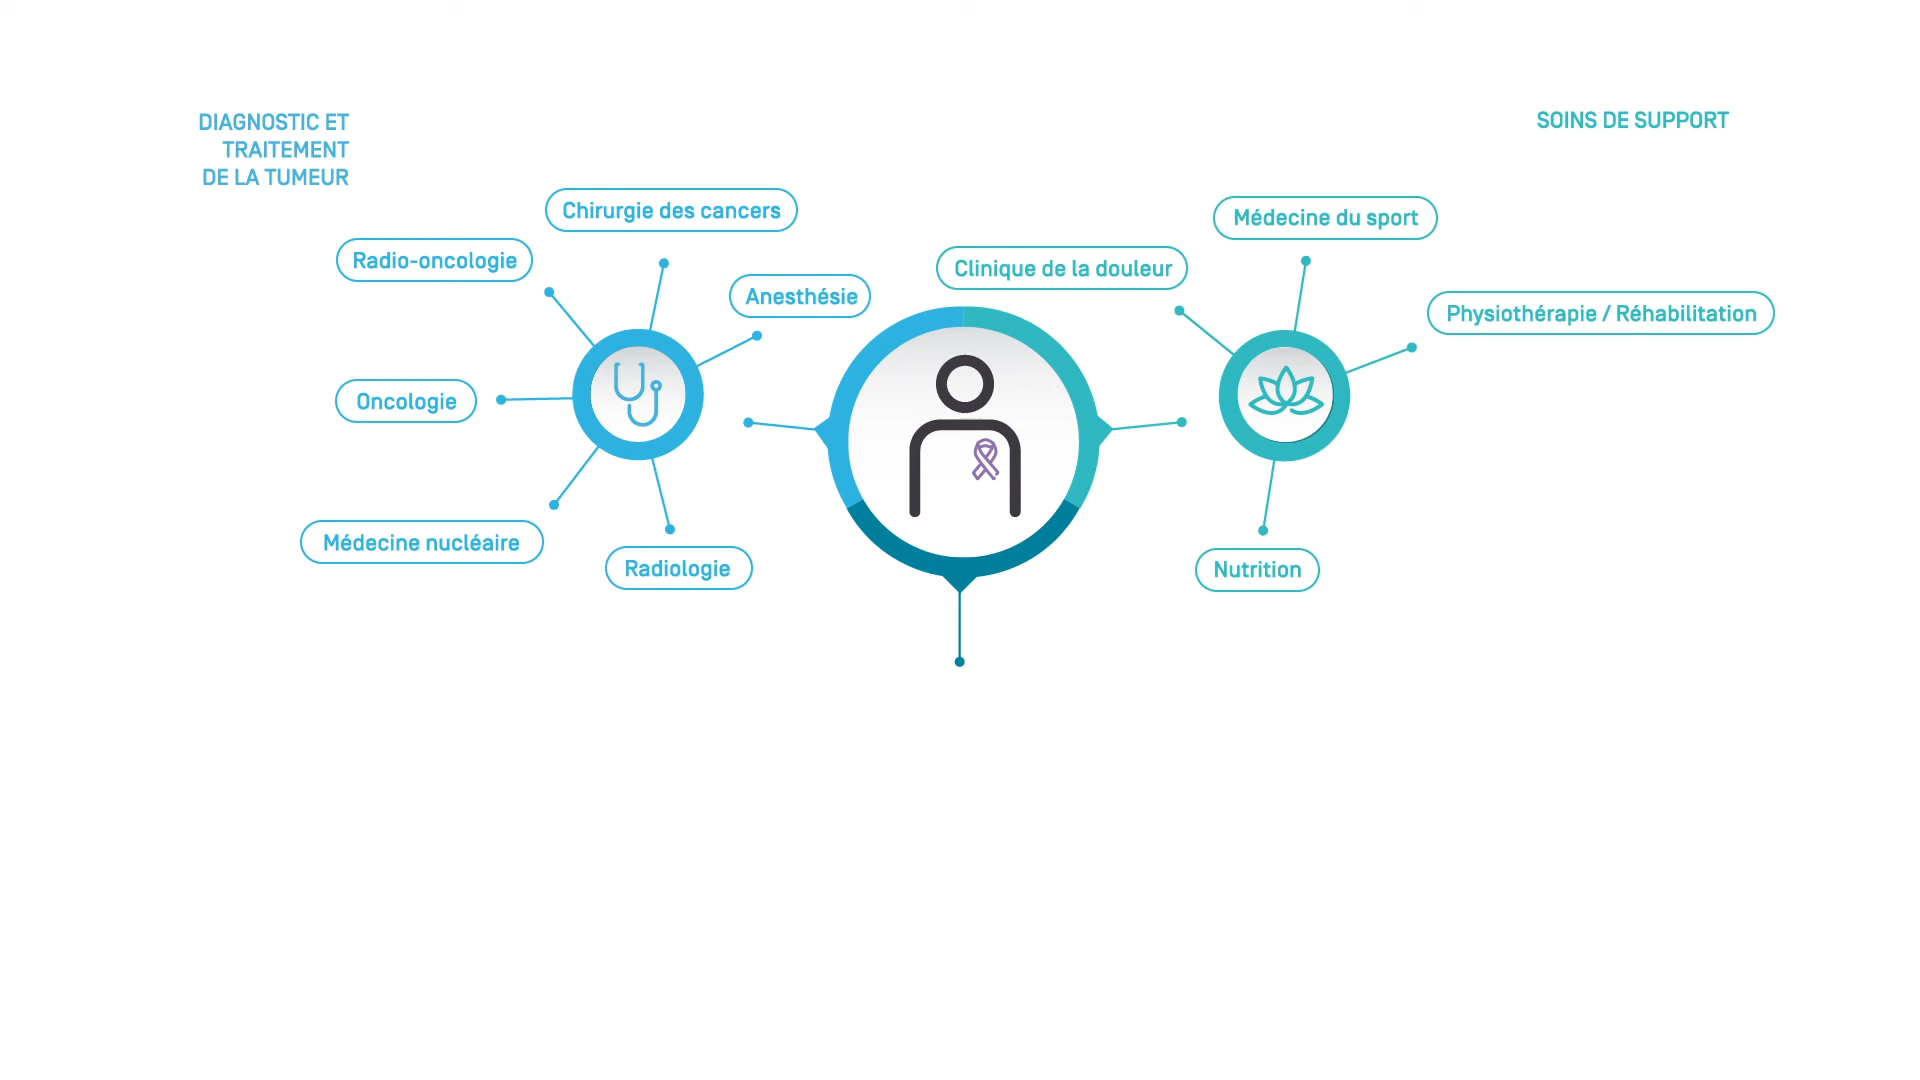 DIAGNOSTIC ET
TRAITEMENT
DE LA TUMEUR
Chirurgie des cancers
Radio-oncologie
Anesthésie
Oncologie
Médecine nucléaire
Radiologie
SOINS DE SUPPORT
Médecine du sport
Clinique de la douleur
Physiothérapie / Réhabilitation
Nutrition